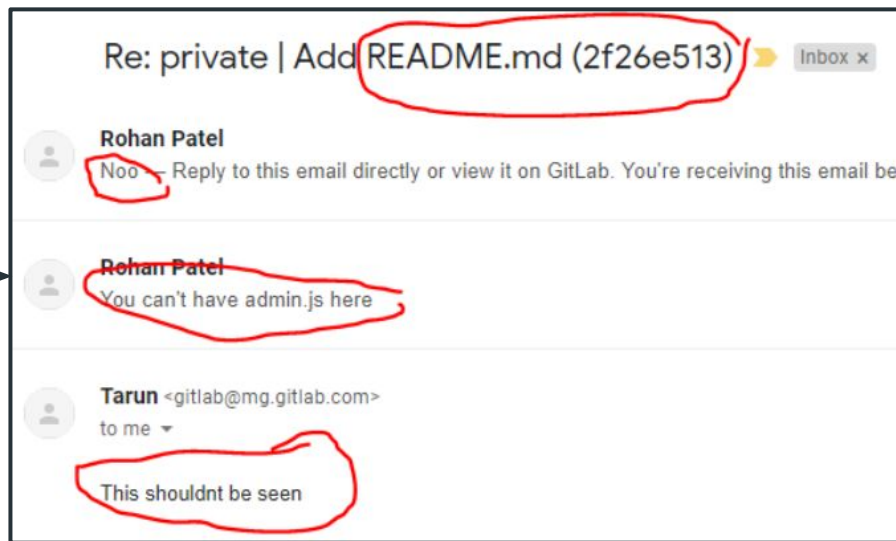 Re: private | Add README.md (2f26e513) Inbox x
Rohan Patel
Noo — Reply to this email directly or view it on GitLab. You're receiving this email be
Rohan Patel
You can't have admin.js here
Tarun <gitlab@mg.gitlab.com>
to me
This shouldnt be seen